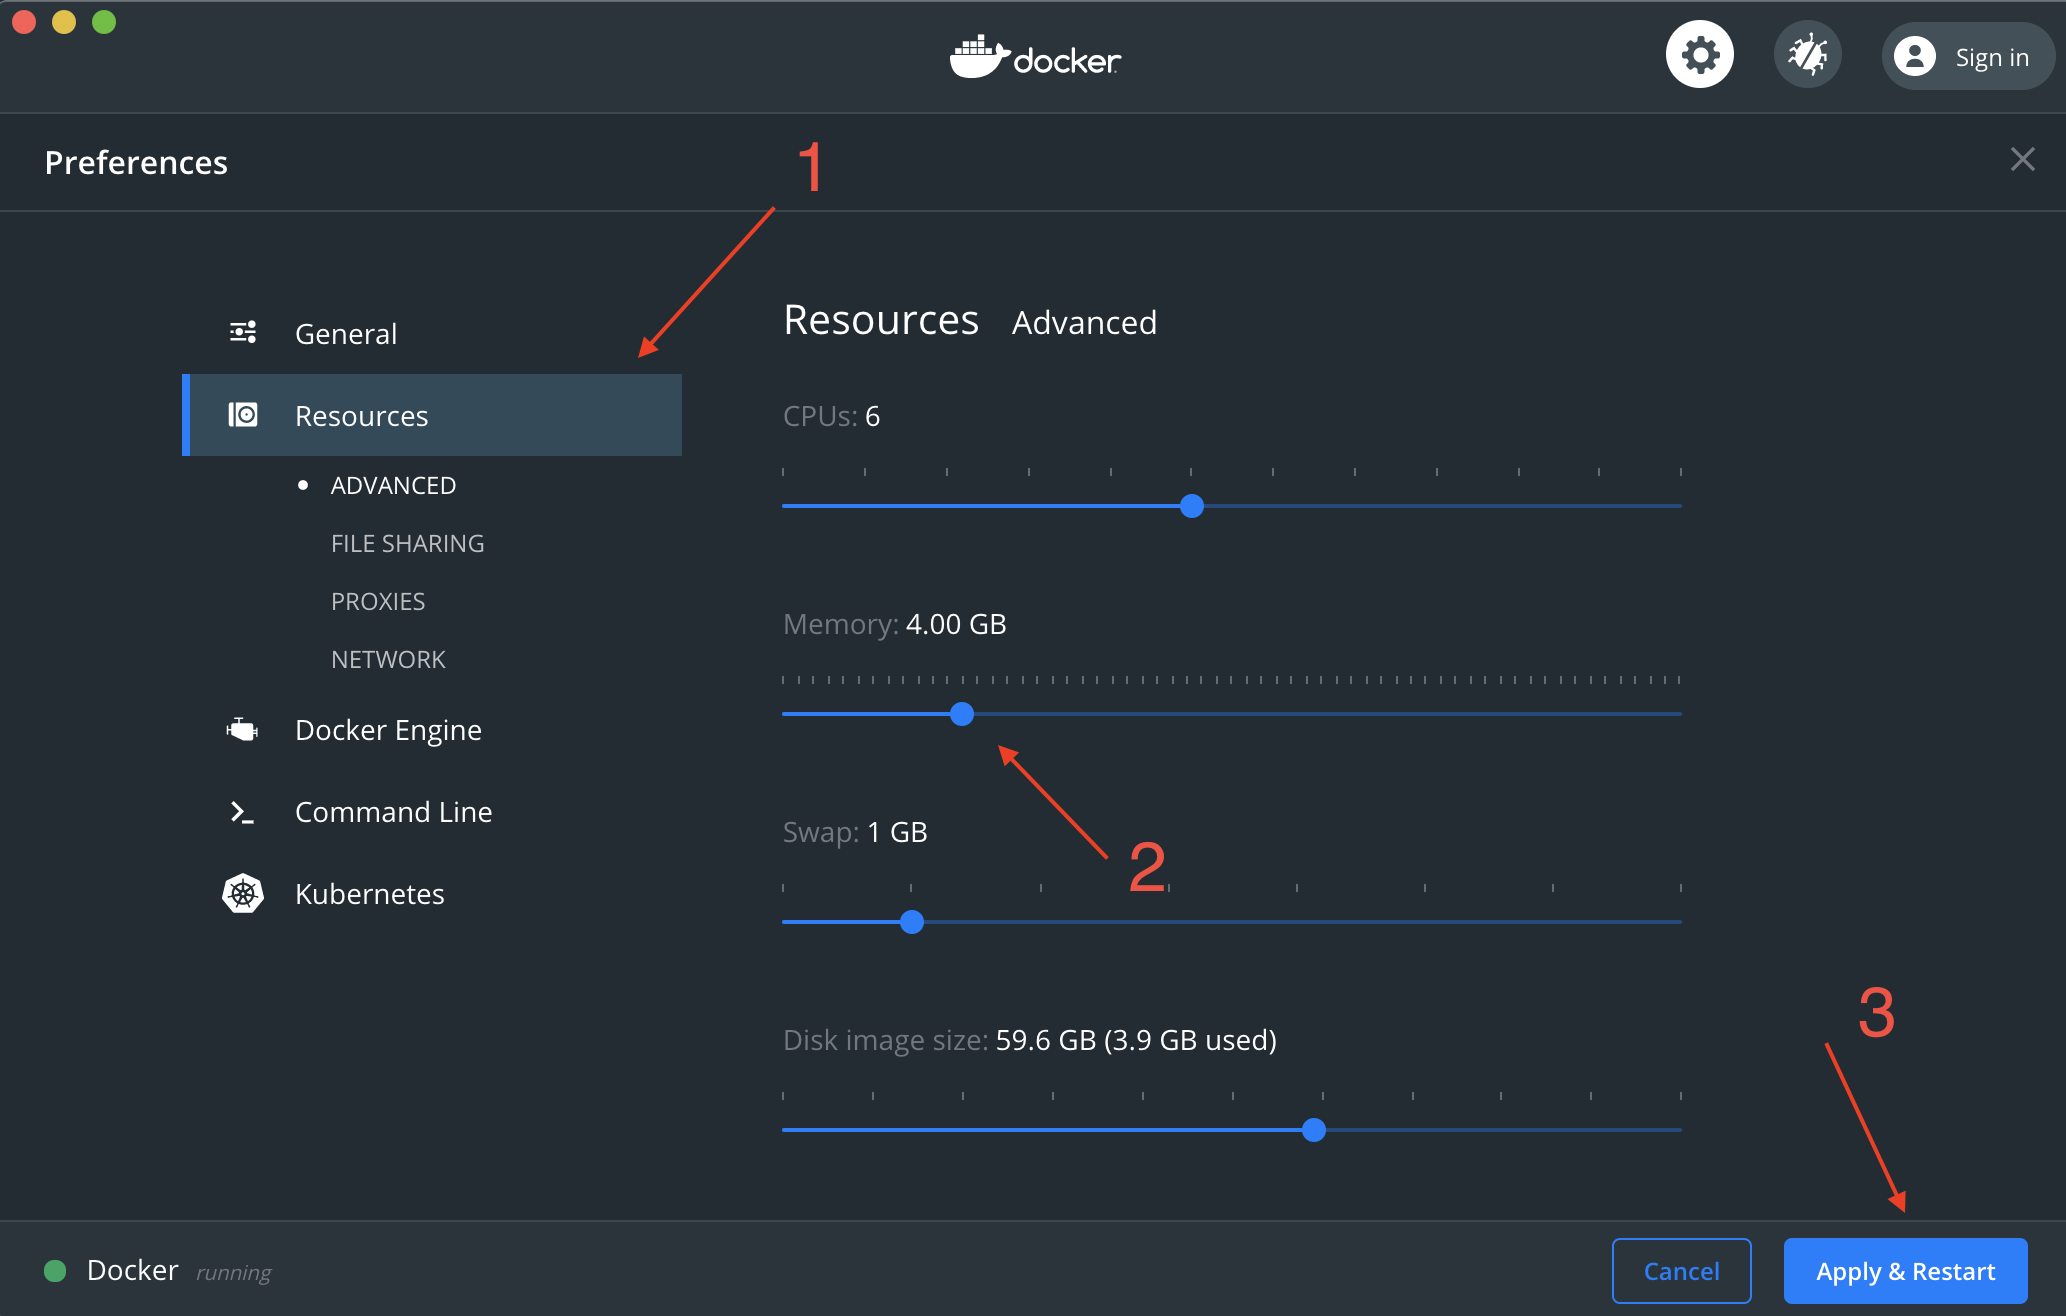 docker
Sign in
Preferences
1
General
Resources
ADVANCED
FILE SHARING
PROXIES
NETWORK
Docker Engine
Command Line
Kubernetes
Resources Advanced
CPUs: 6
Memory: 4.00 GB
2
Swap: 1 GB
Disk image size: 59.6 GB (3.9 GB used)
3
Docker running
Cancel
Apply & Restart